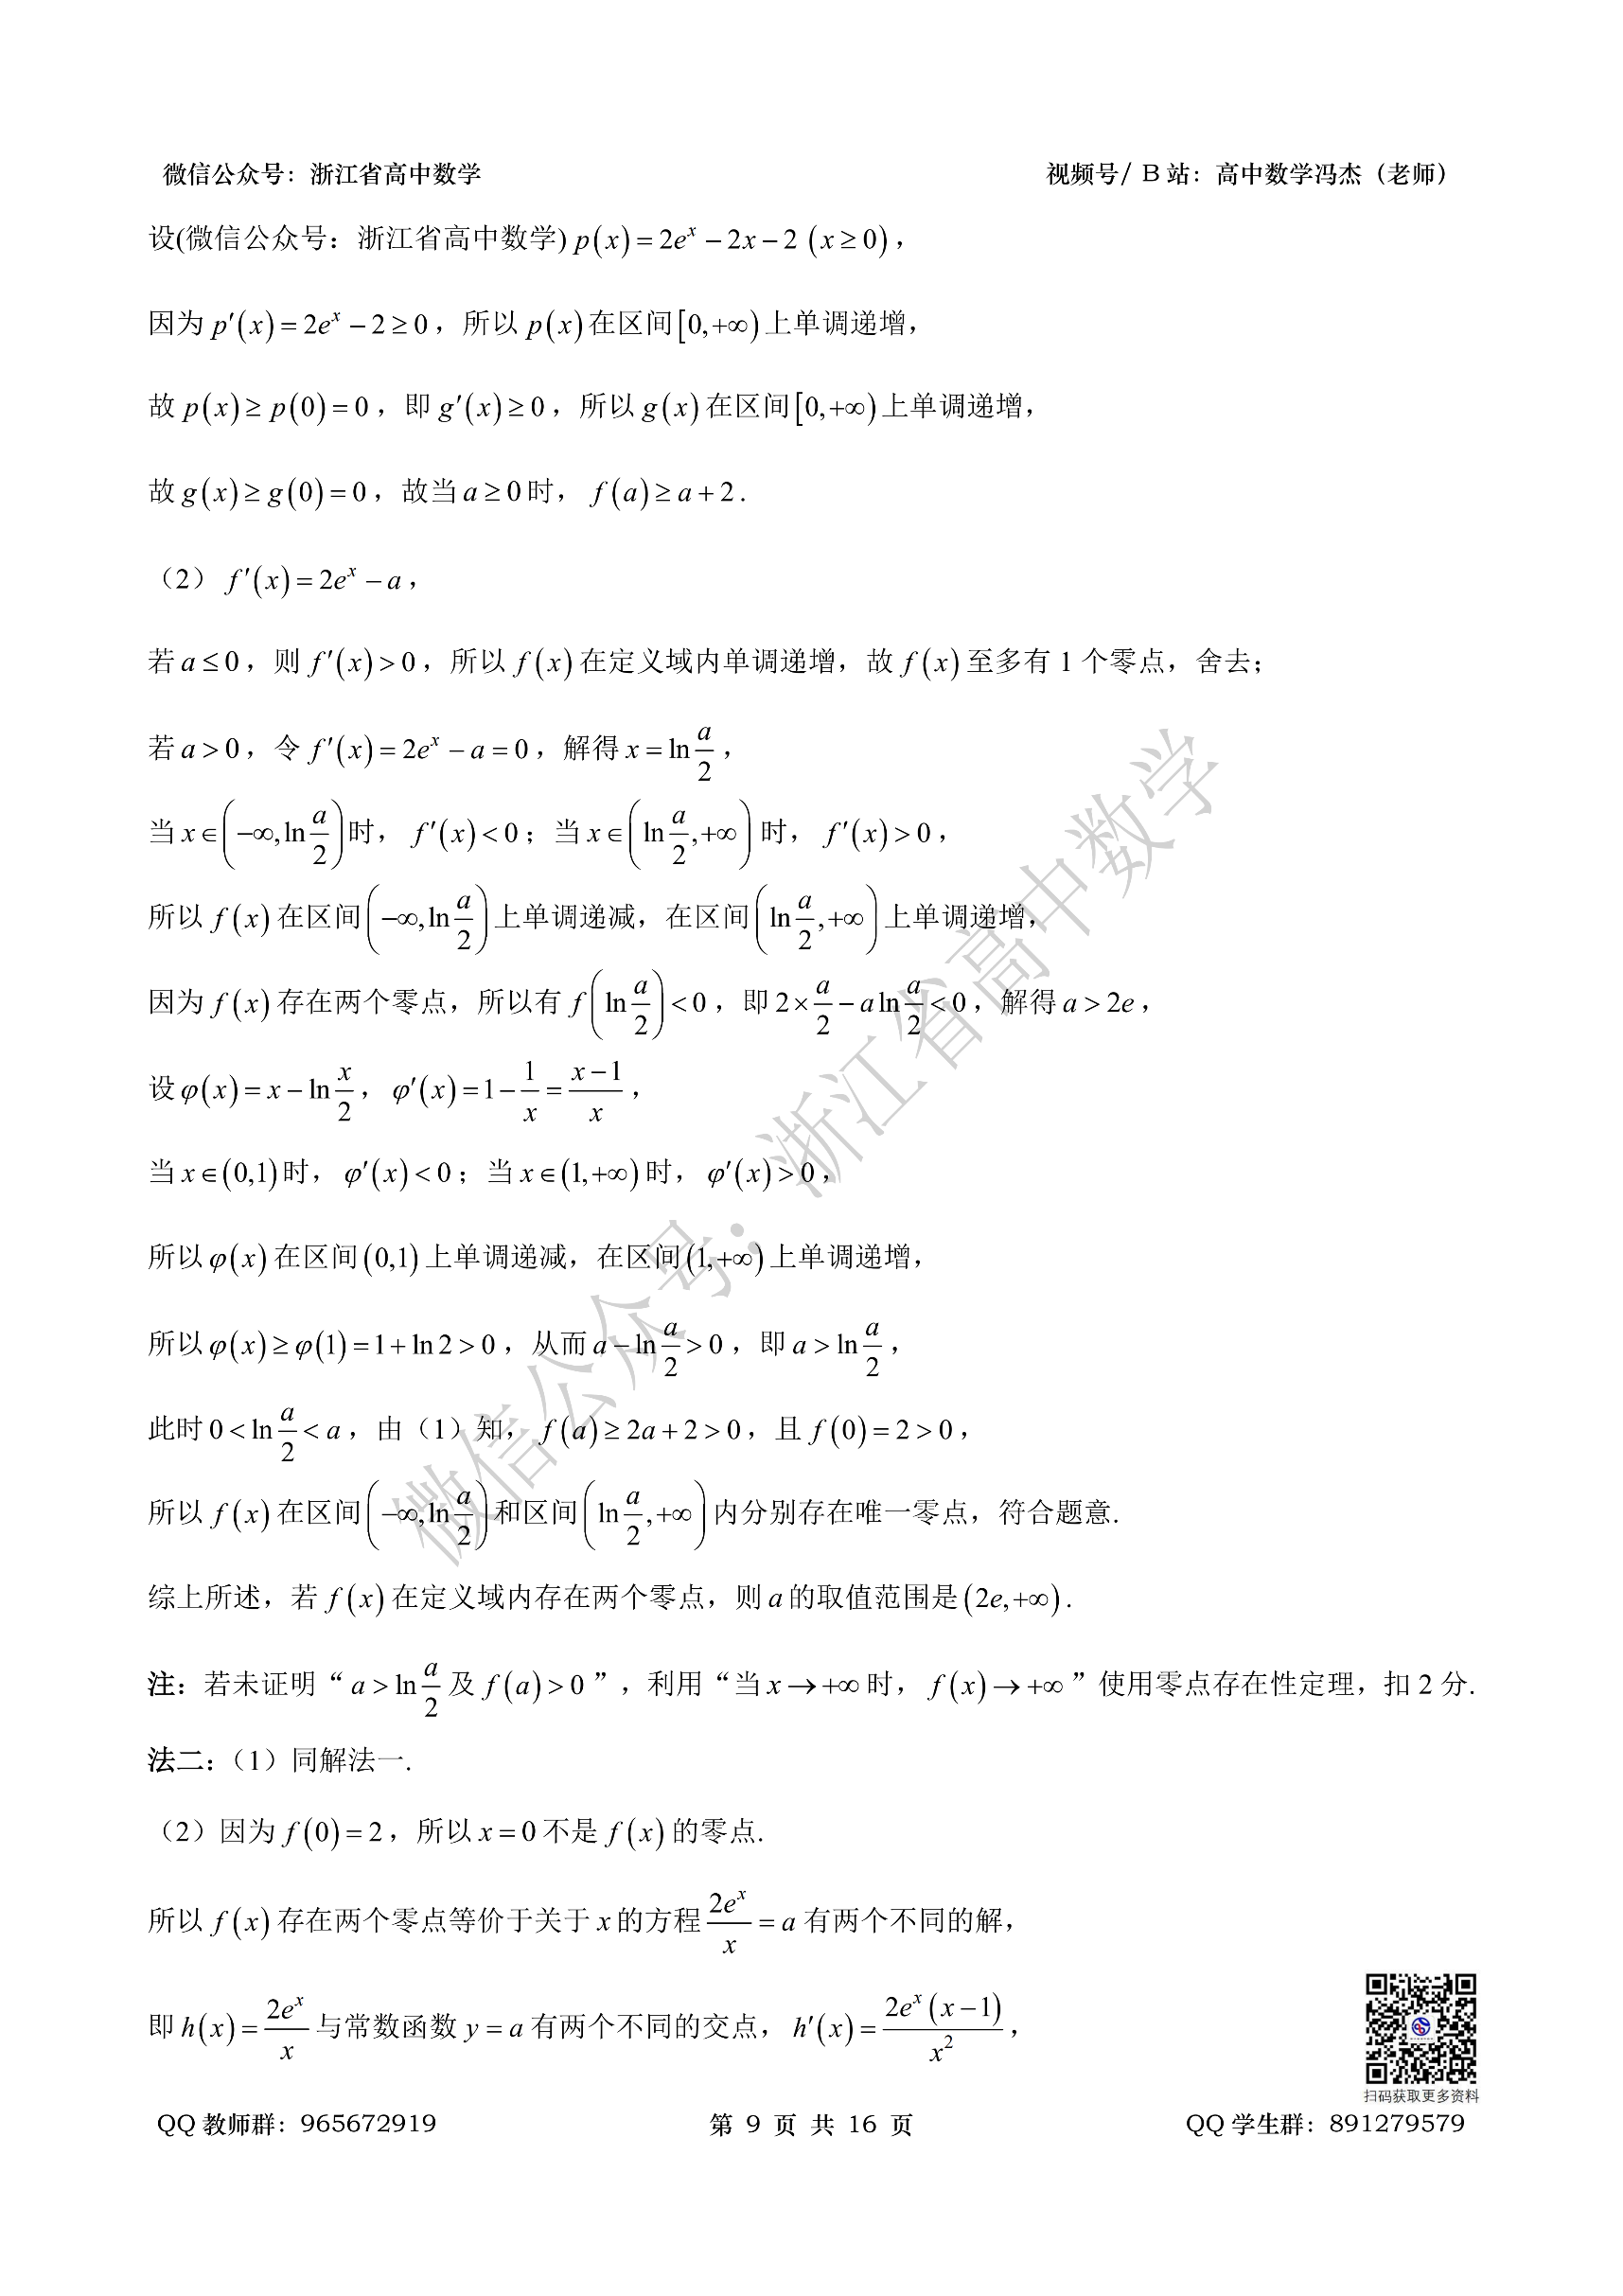 微信公众号：浙江省高中数学 视频号/ B 站：高中数学冯杰（老师）
设(微信公众号：浙江省高中数学) p(x)=2e^x−2x−2 (x≥0)，
因为 p′(x)=2e^x−2≥0，所以 p(x) 在区间[0,+∞)上单调递增，
故 p(x)≥p(0)=0，即 g′(x)≥0，所以 g(x) 在区间[0,+∞)上单调递增，
故 g(x)≥g(0)=0，故当 a≥0 时， f(a)≥a+2．
（2） f′(x)=2e^x−a，
若 a≤0，则 f′(x)>0，所以 f(x) 在定义域内单调递增，故 f(x) 至多有 1 个零点，舍去；
若 a>0，令 f′(x)=2e^x−a=0，解得 x=ln a/2，
当 x∈(−∞,ln a/2)时， f′(x)<0；当 x∈(ln a/2,+∞)时， f′(x)>0，
所以 f(x) 在区间(−∞,ln a/2)上单调递减，在区间(ln a/2,+∞)上单调递增，
因为 f(x) 存在两个零点，所以有 f(ln a/2)<0，即 2×a/2−a ln a/2<0，解得 a>2e，
设 φ(x)=x−ln x/2，φ′(x)=1−1/x=(x−1)/x，
当 x∈(0,1)时，φ′(x)<0；当 x∈(1,+∞)时，φ′(x)>0，
所以 φ(x) 在区间(0,1)上单调递减，在区间(1,+∞)上单调递增，
所以 φ(x)≥φ(1)=1+ln2>0，从而 a−ln a/2>0，即 a>ln a/2，
此时 0<ln a/2<a，由（1）知， f(a)≥2a+2>0，且 f(0)=2>0，
所以 f(x) 在区间(−∞,ln a/2)和区间(ln a/2,+∞)内分别存在唯一零点，符合题意.
综上所述，若 f(x) 在定义域内存在两个零点，则 a 的取值范围是(2e,+∞)．
注：若未证明“a>ln a/2 及 f(a)>0”，利用“当 x→+∞ 时， f(x)→+∞”使用零点存在性定理，扣 2 分.
法二：（1）同解法一.
（2）因为 f(0)=2，所以 x=0 不是 f(x) 的零点.
所以 f(x) 存在两个零点等价于关于 x 的方程 2e^x/x=a 有两个不同的解，
即 h(x)=2e^x/x 与常数函数 y=a 有两个不同的交点，h′(x)=2e^x(x−1)/x^2，
扫码获取更多资料
QQ 教师群：965672919 第 9 页 共 16 页 QQ 学生群：891279579
微信公众号：浙江省高中数学